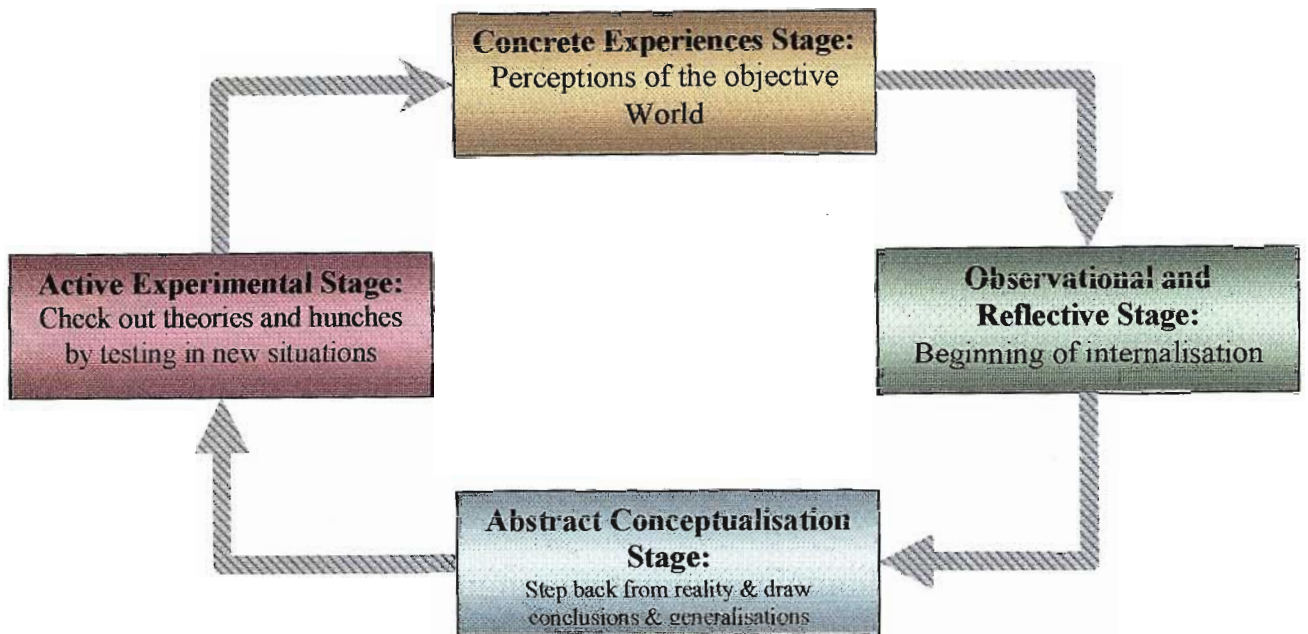 Concrete Experiences Stage:
Perceptions of the objective
World
Active Experimental Stage:
Check out theories and hunches
by testing in new situations
Observational and
Reflective Stage:
Beginning of internalisation
Abstract Conceptualisation
Stage:
Step back from reality & draw
conclusions & generalisations